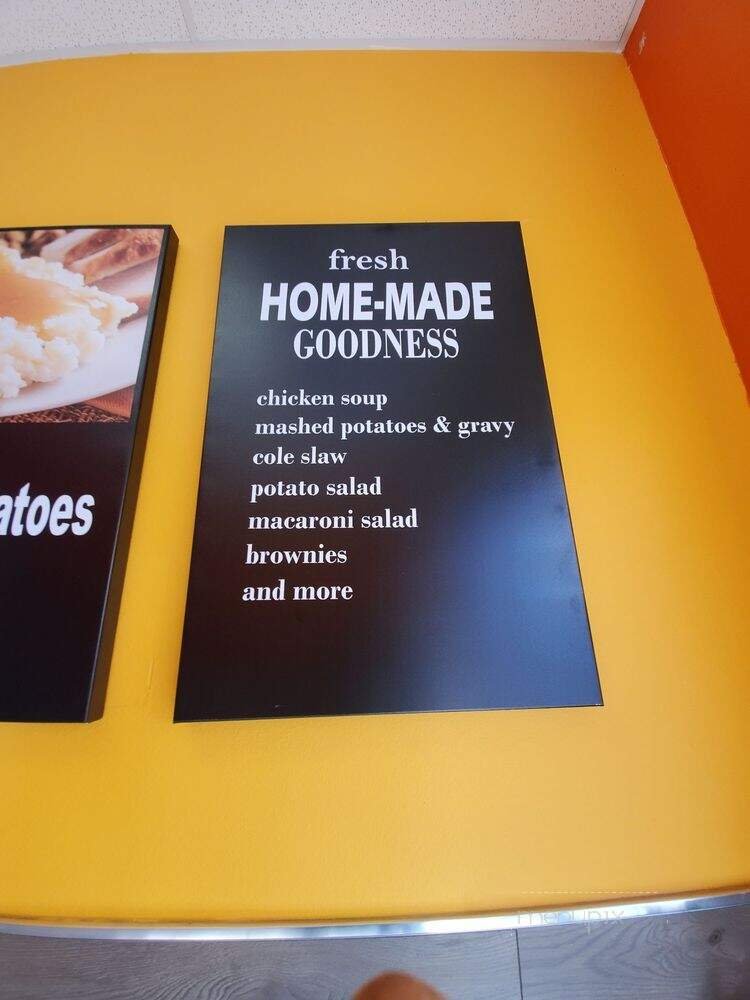 fresh
HOME-MADE
GOODNESS
chicken soup
mashed potatoes & gravy
cole slaw
potato salad
macaroni salad
brownies
and more
atoes
menupix